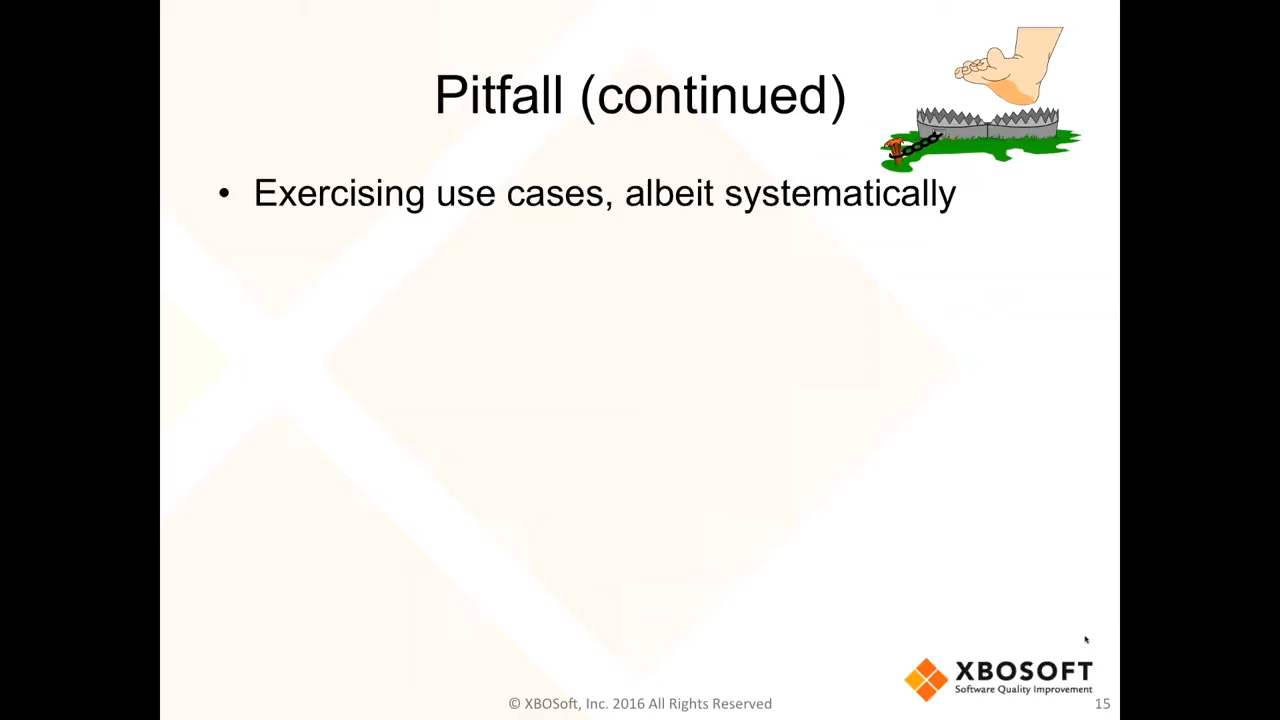 Pitfall (continued)
• Exercising use cases, albeit systematically
XBOSOFT
Software Quality Improvement
© XBOSoft, Inc. 2016 All Rights Reserved
15